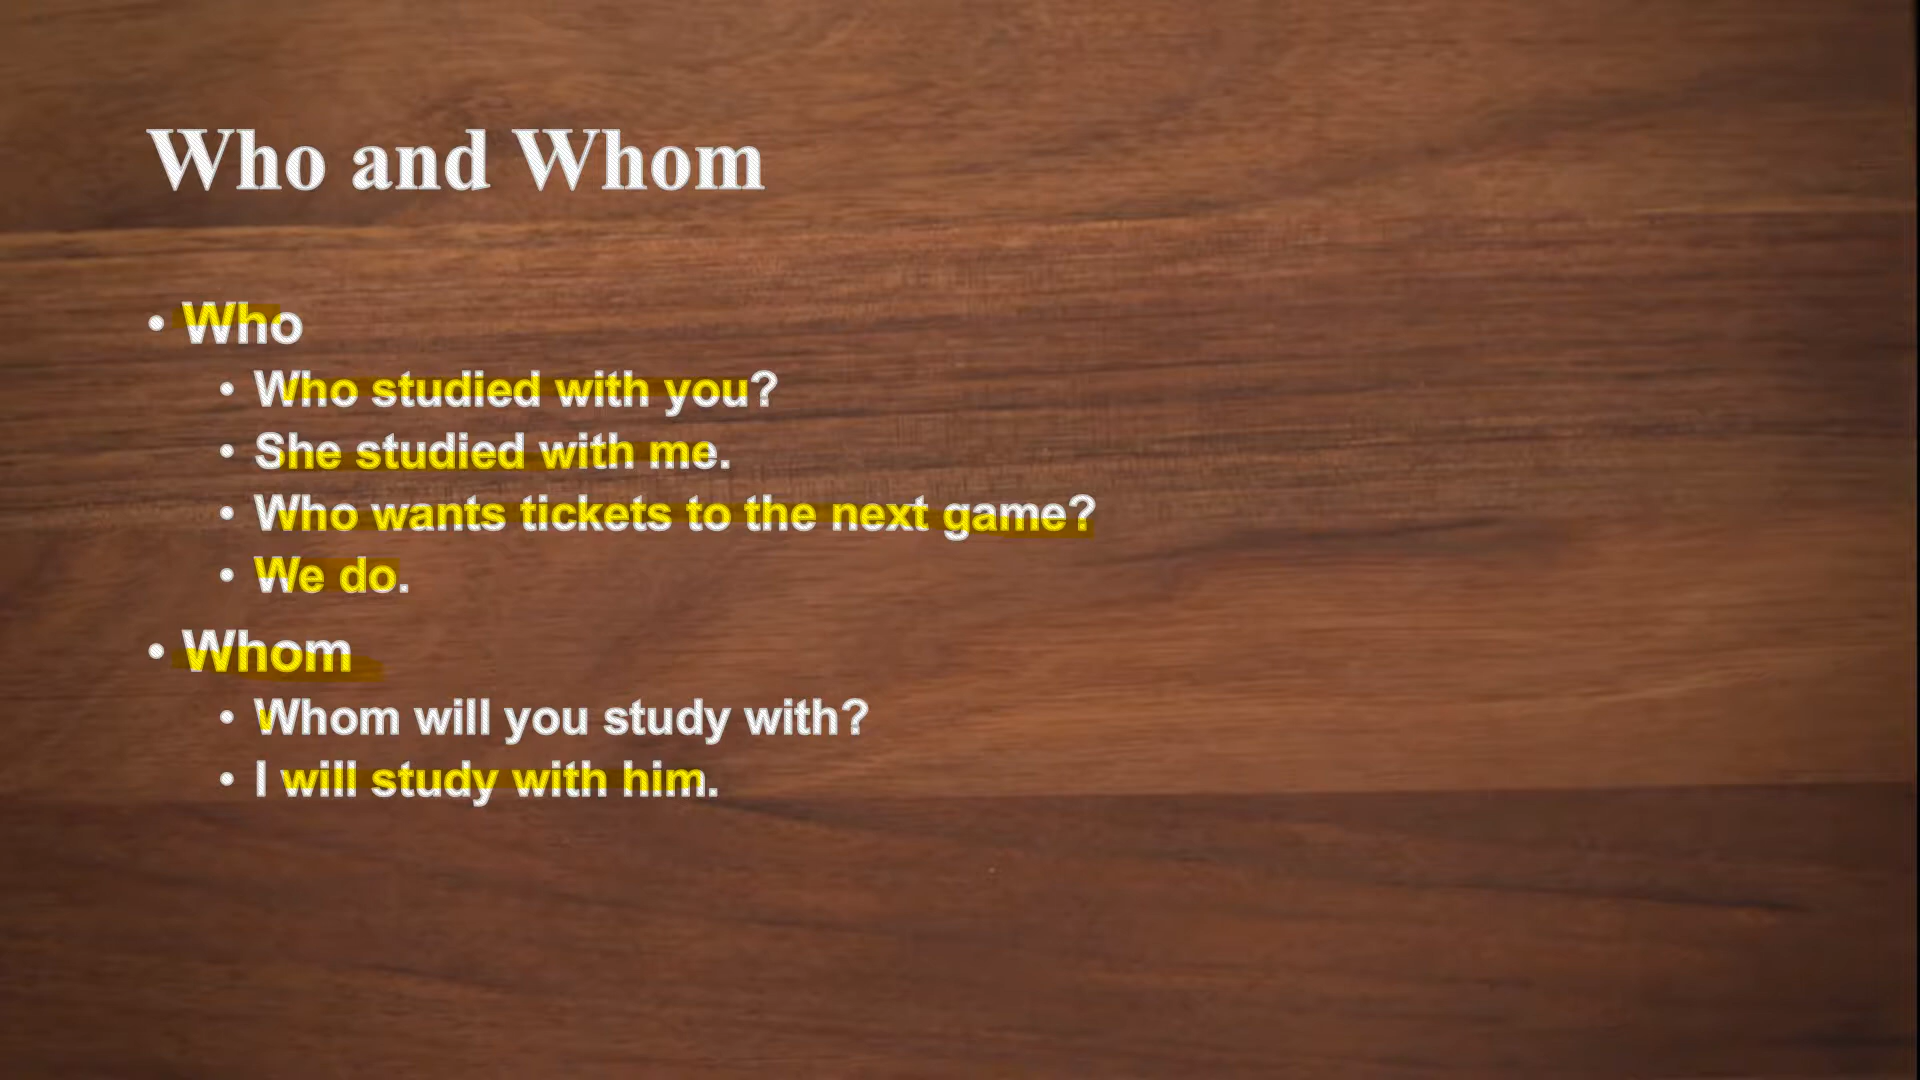 Who and Whom
• Who
• Who studied with you?
• She studied with me.
• Who wants tickets to the next game?
• We do.
• Whom
• Whom will you study with?
• I will study with him.